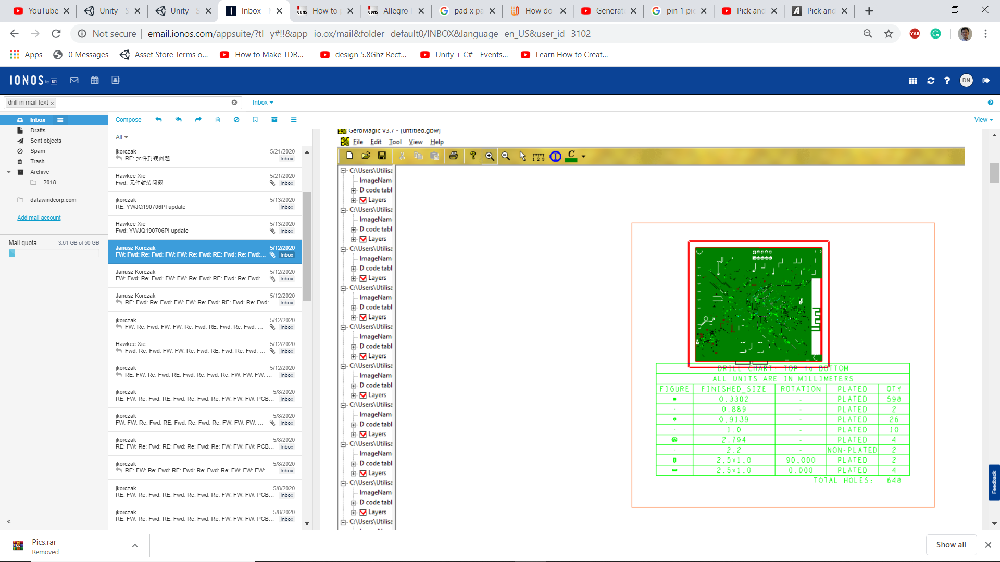 YouTube
Unity - S
Unity - S
Inbox - M
How to p
Allegro P
pad x pa
How do
Generat
pin 1 pic
Pick and
Pick and
Not secure | email.ionos.com/appsuite/?tl=y#!!&app=io.ox/mail&folder=default0/INBOX&language=en_US&user_id=3102
Apps
0 Messages
Asset Store Terms o...
How to Make TDR...
design 5.8Ghz Rect...
Unity + C# - Events...
Learn How to Creat...
IONOS by 1&1
DN
drill in mail text x
Inbox
Inbox
Drafts
Sent objects
Spam
Trash
Archive
2018
datawindcorp.com
Add mail account
Mail quota 3.61 GB of 50 GB
Compose
View
All
jkorczak 5/21/2020
RE: 元件封装问题 Inbox
Hawkee Xie 5/21/2020
Fwd: 元件封装问题 Inbox
jkorczak 5/13/2020
RE: YWJQ190706PI update Inbox
Hawkee Xie 5/13/2020
Fwd: YWJQ190706PI update Inbox
Janusz Korczak 5/12/2020
FW: Fwd: Re: Fwd: FW: FW: Re: Fwd: RE: Fwd: Re: Fwd:... Inbox
Janusz Korczak 5/12/2020
FW: Fwd: Re: Fwd: FW: FW: Re: Fwd: RE: Fwd: Re: Fwd:... Inbox
Janusz Korczak 5/12/2020
RE: Fwd: Re: Fwd: FW: FW: Re: Fwd: RE: Fwd: Re: Fwd:... Inbox
jkorczak 5/12/2020
FW: Re: Fwd: FW: FW: Re: Fwd: RE: Fwd: Re: Fwd: ... Inbox
Hawkee Xie 5/12/2020
Fwd: Re: Fwd: FW: FW: Re: Fwd: RE: Fwd: Re: Fwd: ... Inbox
jkorczak 5/12/2020
RE: FW: Fwd: RE: Fwd: Re: Fwd: Re: FW: FW: FW: ... Inbox
jkorczak 5/8/2020
RE: FW: Re: Fwd: RE: Fwd: Re: Fwd: Re: FW: FW: FW: PCB... Inbox
jkorczak 5/8/2020
FW: FW: Re: Fwd: RE: Fwd: Re: Fwd: Re: FW: FW: ... Inbox
jkorczak 5/8/2020
RE: FW: Re: Fwd: RE: Fwd: Re: Fwd: Re: FW: FW: FW: PCB... Inbox
jkorczak 5/8/2020
RE: FW: Re: Fwd: RE: Fwd: Re: Fwd: Re: FW: FW: FW: ... Inbox
jkorczak 5/8/2020
RE: FW: Re: Fwd: RE: Fwd: Re: Fwd: Re: FW: FW: FW: PCB... Inbox
jkorczak 5/8/2020
RE: FW: Re: Fwd: RE: Fwd: Re: Fwd: Re: FW: FW: FW: PCB... Inbox
GerbMagic V3.7 - [untitled.gbw]
File Edit Tool View Help
C:\Users\Utilisa
ImageNam
D code tabl
Layers
C:\Users\Utilisa
ImageNam
D code tabl
Layers
C:\Users\Utilisa
ImageNam
D code tabl
Layers
C:\Users\Utilisa
ImageNam
D code tabl
Layers
C:\Users\Utilisa
ImageNam
D code tabl
Layers
C:\Users\Utilisa
ImageNam
D code tabl
Layers
C:\Users\Utilisa
ImageNam
D code tabl
Layers
C:\Users\Utilisa
ImageNam
D code tabl
Layers
C:\Users\Utilisa
ImageNam
D code tabl
Layers
C:\Users\Utilisa
DRILL CHART: TOP to BOTTOM
ALL UNITS ARE IN MILLIMETERS
FIGURE FINISHED_SIZE ROTATION PLATED QTY
0.3302 - PLATED 598
0.889 - PLATED 2
0.9139 - PLATED 26
1.0 - PLATED 10
2.794 - PLATED 4
2.2 - NON-PLATED 2
2.5x1.0 90.000 PLATED 2
2.5x1.0 0.000 PLATED 4
TOTAL HOLES: 648
Feedback
Pics.rar
Removed
Show all